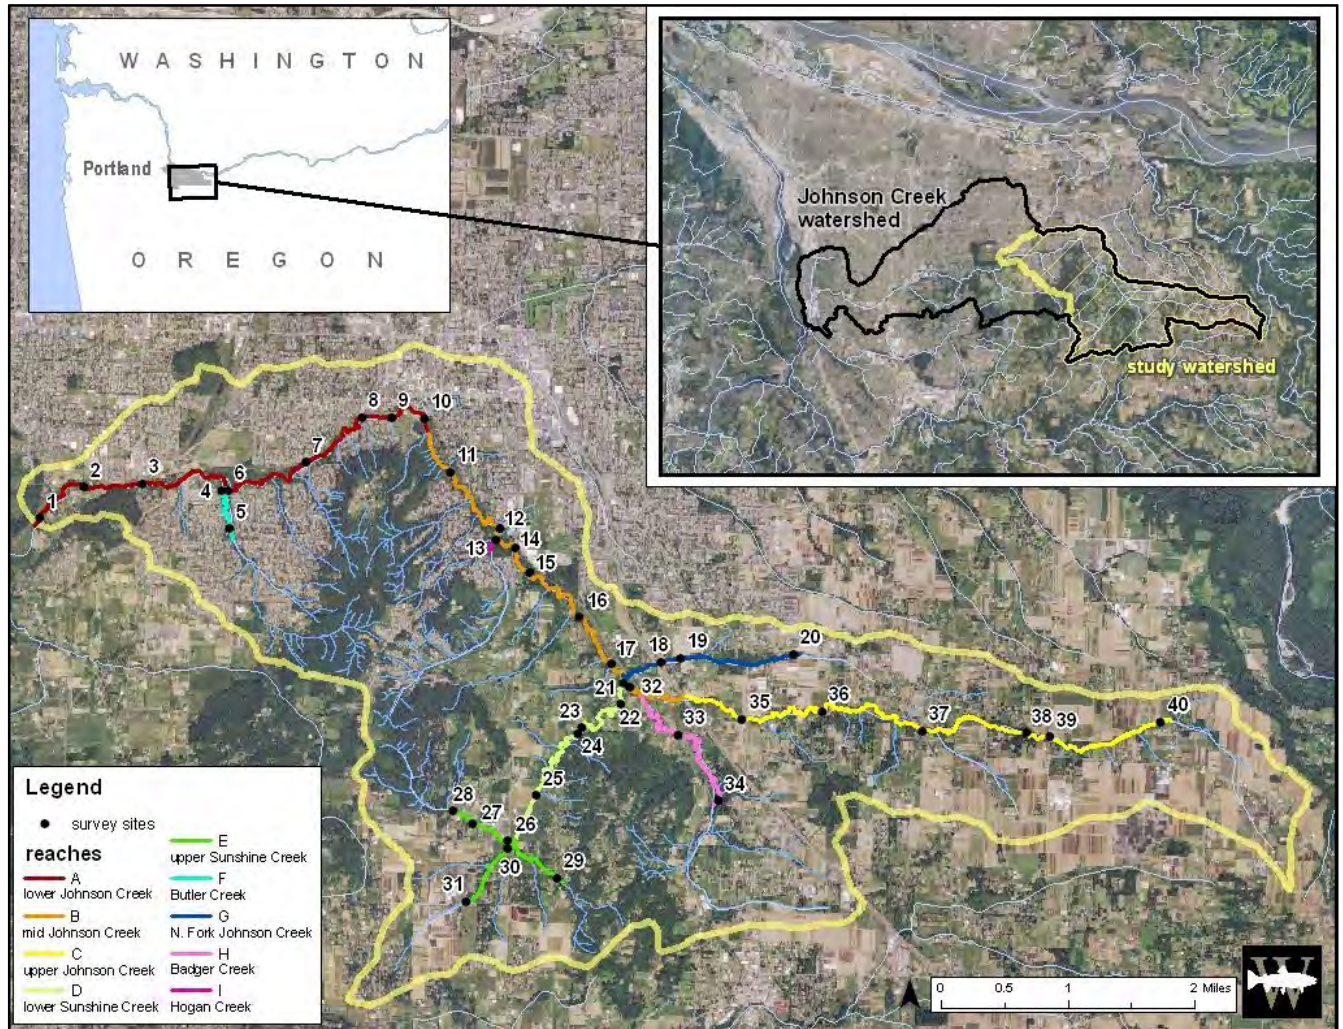 W A S H I N G T O N
Portland
O R E G O N
Johnson Creek
watershed
study watershed
1
2
3
4
6
5
7
8
9
10
11
12
13
14
15
16
17
18
19
20
21
32
22
23
24
33
34
35
36
37
38
39
40
25
28
27
26
30
29
31
Legend
survey sites
reaches
A
lower Johnson Creek
B
mid Johnson Creek
C
upper Johnson Creek
D
lower Sunshine Creek
E
upper Sunshine Creek
F
Butler Creek
G
N. Fork Johnson Creek
H
Badger Creek
I
Hogan Creek
0 0.5 1 2 Miles
W